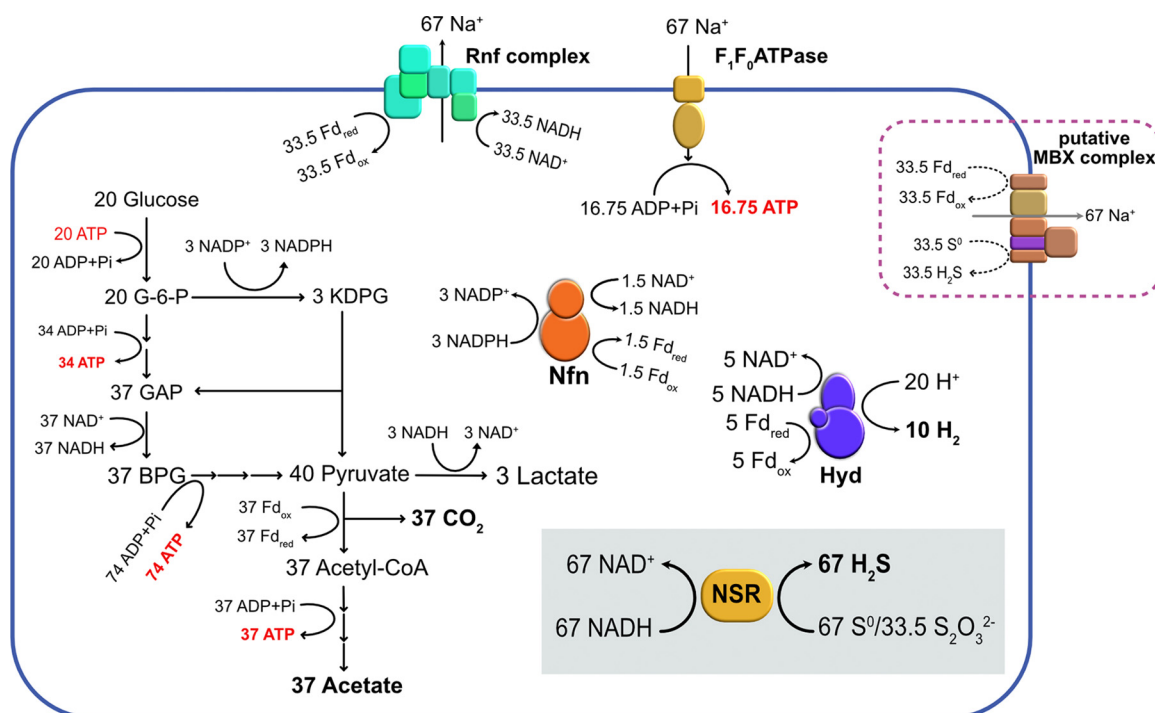 67 Na⁺
Rnf complex
33.5 Fd_red
33.5 Fd_ox
33.5 NADH
33.5 NAD⁺
67 Na⁺
F₁F₀ATPase
16.75 ADP+Pi
16.75 ATP
putative
MBX complex
33.5 Fd_red
33.5 Fd_ox
67 Na⁺
33.5 S⁰
33.5 H₂S
20 Glucose
20 ATP
20 ADP+Pi
3 NADP⁺
3 NADPH
20 G-6-P
3 KDPG
34 ADP+Pi
34 ATP
37 GAP
37 NAD⁺
37 NADH
37 BPG
74 ADP+Pi
74 ATP
40 Pyruvate
3 NADH
3 NAD⁺
3 Lactate
37 Fd_ox
37 Fd_red
37 CO₂
37 Acetyl-CoA
37 ADP+Pi
37 ATP
37 Acetate
3 NADP⁺
3 NADPH
1.5 NAD⁺
1.5 NADH
1.5 Fd_red
1.5 Fd_ox
Nfn
5 NAD⁺
5 NADH
5 Fd_red
5 Fd_ox
20 H⁺
10 H₂
Hyd
67 NAD⁺
67 NADH
NSR
67 H₂S
67 S⁰/33.5 S₂O₃²⁻